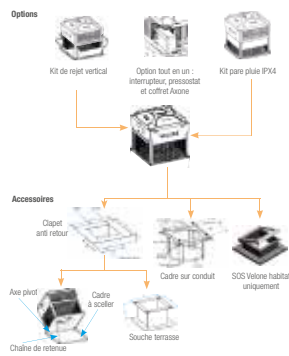 Options
Kit de rejet vertical
Option tout en un :
interrupteur, pressostat
et coffret Axone
Kit pare pluie IPX4
Accessoires
Clapet
anti retour
Cadre sur conduit
SOS Velone habitat
uniquement
Axe pivot
Cadre
à sceller
Chaîne de retenue
Souche terrasse